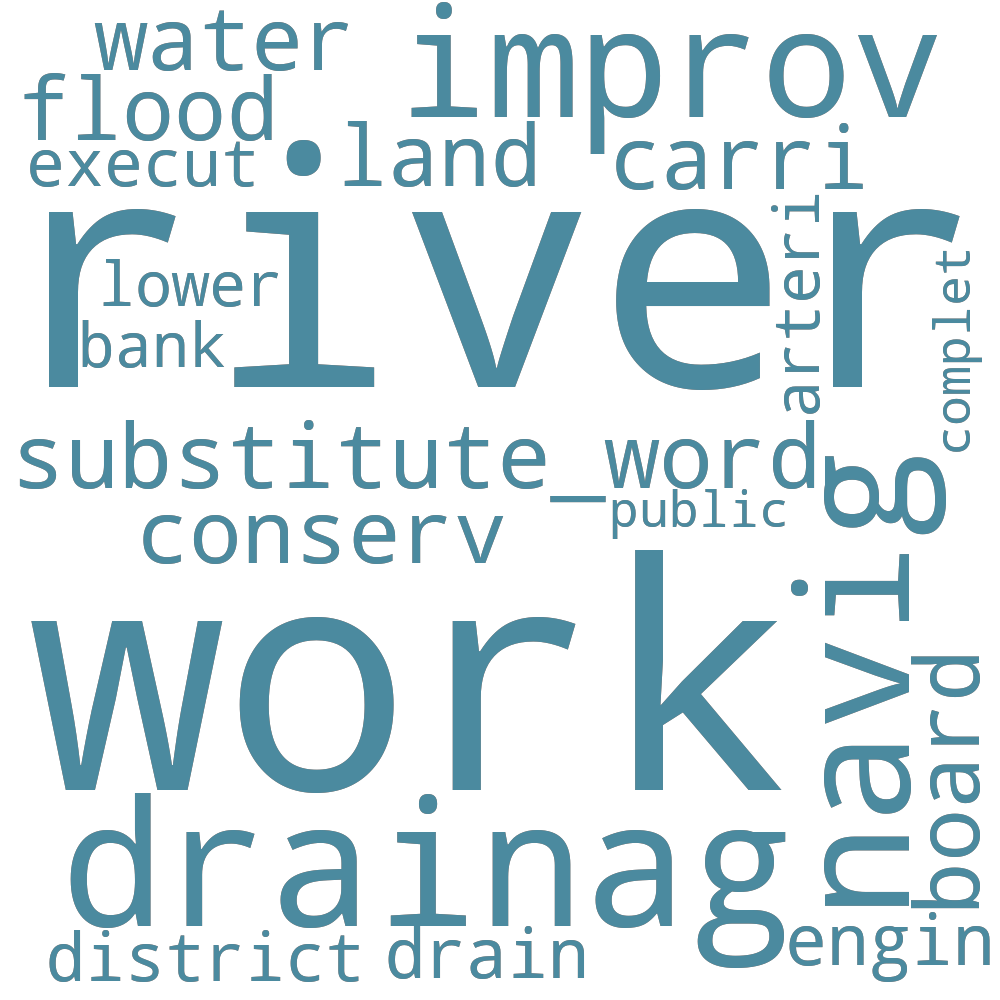 water
improv
flood
execut
land
carri
river
arteri
complet
lower
bank
substitute_word
public
conserv
navig
work
board
drainag
district
drain
engin